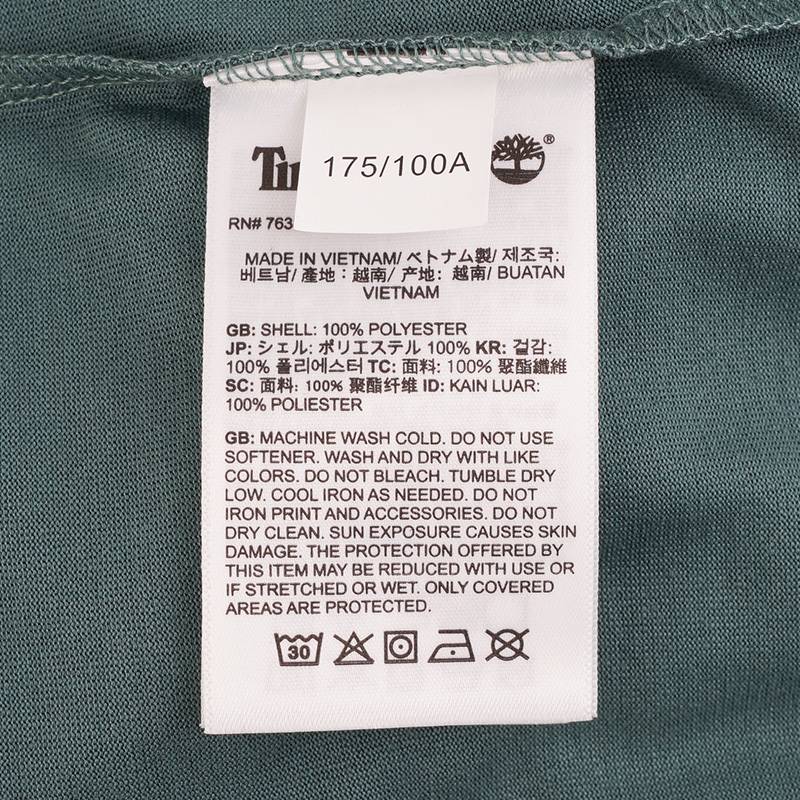 175/100A
®
RN# 763
MADE IN VIETNAM/ ベトナム製/ 제조국:
베트남/ 產地：越南/ 产地：越南/ BUATAN
VIETNAM
GB: SHELL: 100% POLYESTER
JP: シェル: ポリエステル 100% KR: 겉감:
100% 폴리에스터 TC: 面料: 100% 聚酯纖維
SC: 面料: 100% 聚酯纤维 ID: KAIN LUAR:
100% POLIESTER
GB: MACHINE WASH COLD. DO NOT USE
SOFTENER. WASH AND DRY WITH LIKE
COLORS. DO NOT BLEACH. TUMBLE DRY
LOW. COOL IRON AS NEEDED. DO NOT
IRON PRINT AND ACCESSORIES. DO NOT
DRY CLEAN. SUN EXPOSURE CAUSES SKIN
DAMAGE. THE PROTECTION OFFERED BY
THIS ITEM MAY BE REDUCED WITH USE OR
IF STRETCHED OR WET. ONLY COVERED
AREAS ARE PROTECTED.
30